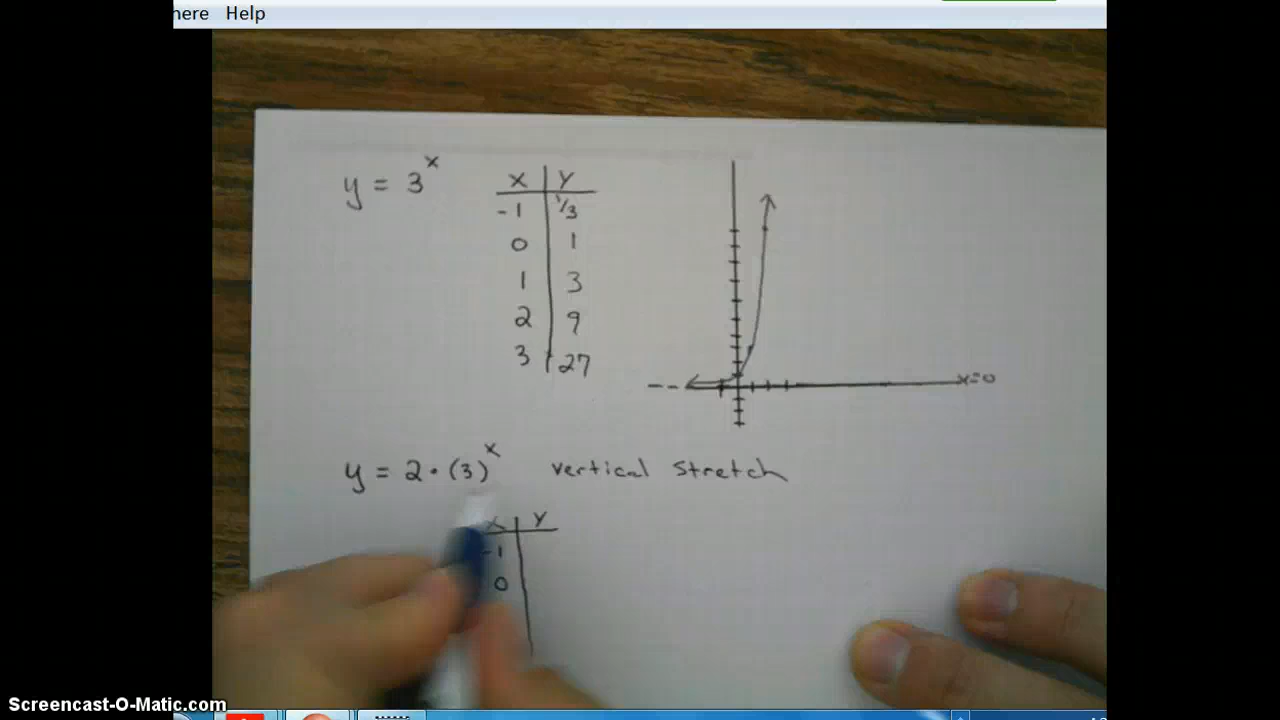 here Help
y = 3^x
x y
-1 1/3
0 1
1 3
2 9
3 27
x=0
y = 2 · (3)^x vertical stretch
x y
-1
0
Screencast-O-Matic.com